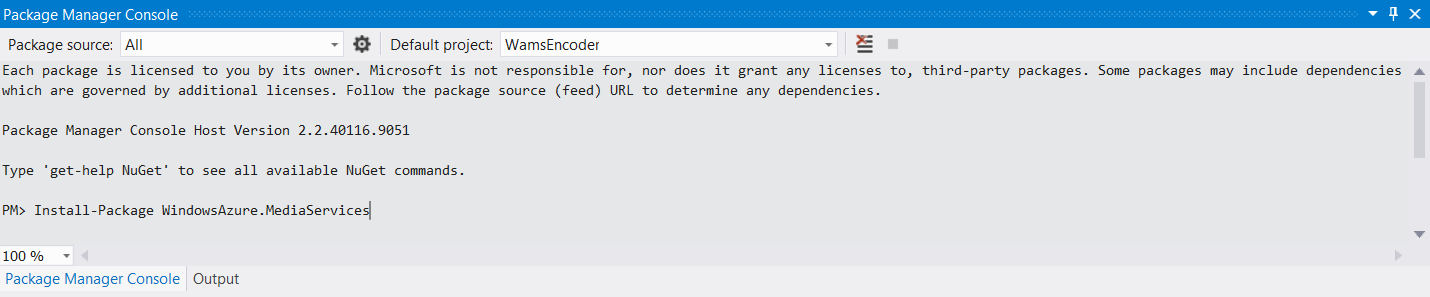 Package Manager Console
Package source: All Default project: WamsEncoder
Each package is licensed to you by its owner. Microsoft is not responsible for, nor does it grant any licenses to, third-party packages. Some packages may include dependencies
which are governed by additional licenses. Follow the package source (feed) URL to determine any dependencies.
Package Manager Console Host Version 2.2.40116.9051
Type 'get-help NuGet' to see all available NuGet commands.
PM> Install-Package WindowsAzure.MediaServices
100 %
Package Manager Console Output